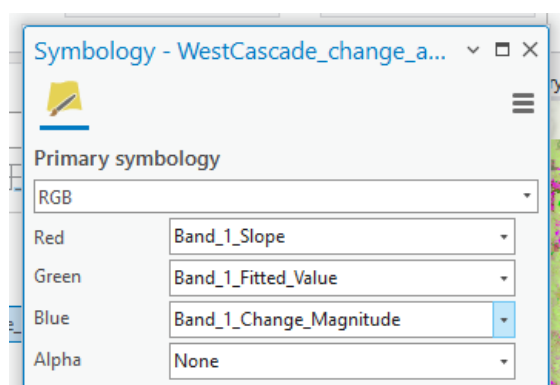 Symbology - WestCascade_change_a...
Primary symbology
RGB
Red Band_1_Slope
Green Band_1_Fitted_Value
Blue Band_1_Change_Magnitude
Alpha None